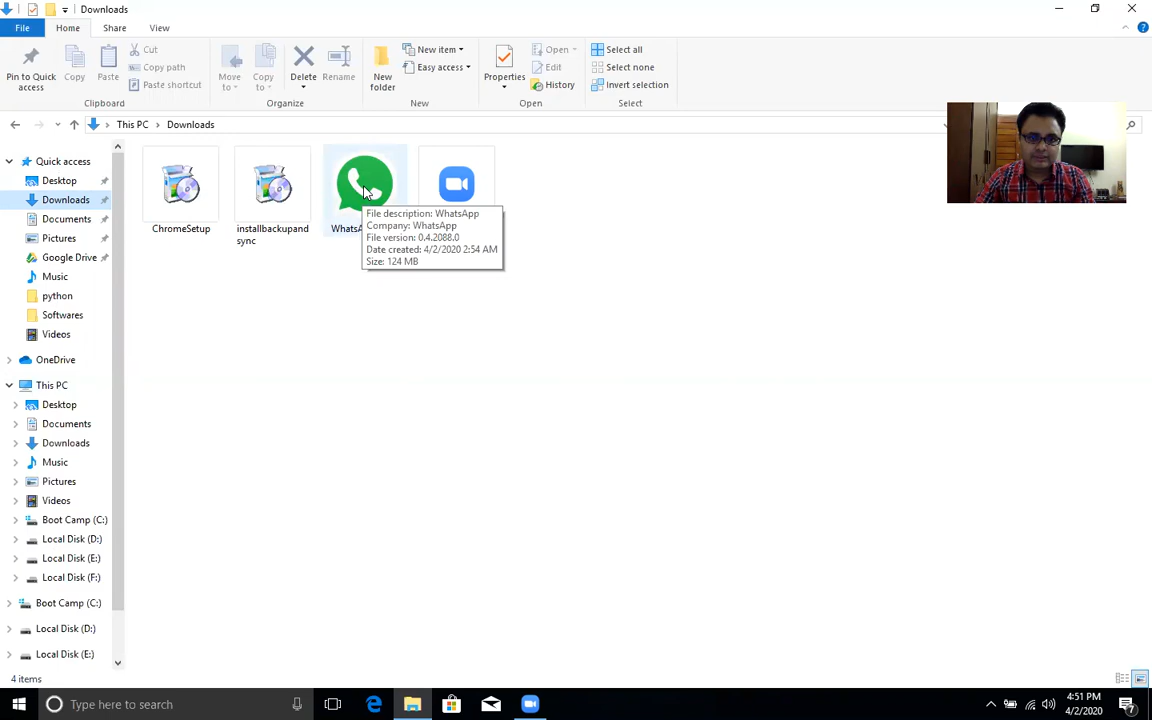 Downloads
File
Home
Share
View
Pin to Quick
access
Copy
Paste
Cut
Copy path
Paste shortcut
Clipboard
Move
to
Copy
to
Delete
Rename
Organize
New
folder
New item
Easy access
New
Properties
Open
Edit
History
Open
Select all
Select none
Invert selection
Select
This PC
Downloads
Quick access
Desktop
Downloads
Documents
Pictures
Google Drive
Music
python
Softwares
Videos
OneDrive
This PC
Desktop
Documents
Downloads
Music
Pictures
Videos
Boot Camp (C:)
Local Disk (D:)
Local Disk (E:)
Local Disk (F:)
Boot Camp (C:)
Local Disk (D:)
Local Disk (E:)
ChromeSetup
installbackupand
sync
File description: WhatsApp
Company: WhatsApp
File version: 0.4.2088.0
Date created: 4/2/2020 2:54 AM
Size: 124 MB
4 items
Type here to search
4:51 PM
4/2/2020
7